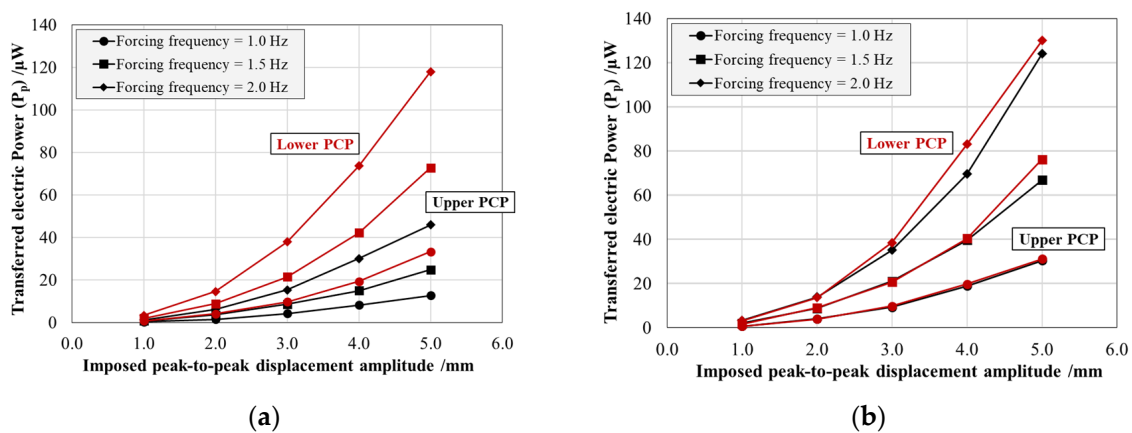 Transferred electric Power (Pp) /µW
140
120
100
80
60
40
20
0
Forcing frequency = 1.0 Hz
Forcing frequency = 1.5 Hz
Forcing frequency = 2.0 Hz
Lower PCP
Upper PCP
0.0 1.0 2.0 3.0 4.0 5.0 6.0
Imposed peak-to-peak displacement amplitude /mm
(a)
Transferred electric Power (Pp) /µW
140
120
100
80
60
40
20
0
Forcing frequency = 1.0 Hz
Forcing frequency = 1.5 Hz
Forcing frequency = 2.0 Hz
Lower PCP
Upper PCP
0.0 1.0 2.0 3.0 4.0 5.0 6.0
Imposed peak-to-peak displacement amplitude /mm
(b)